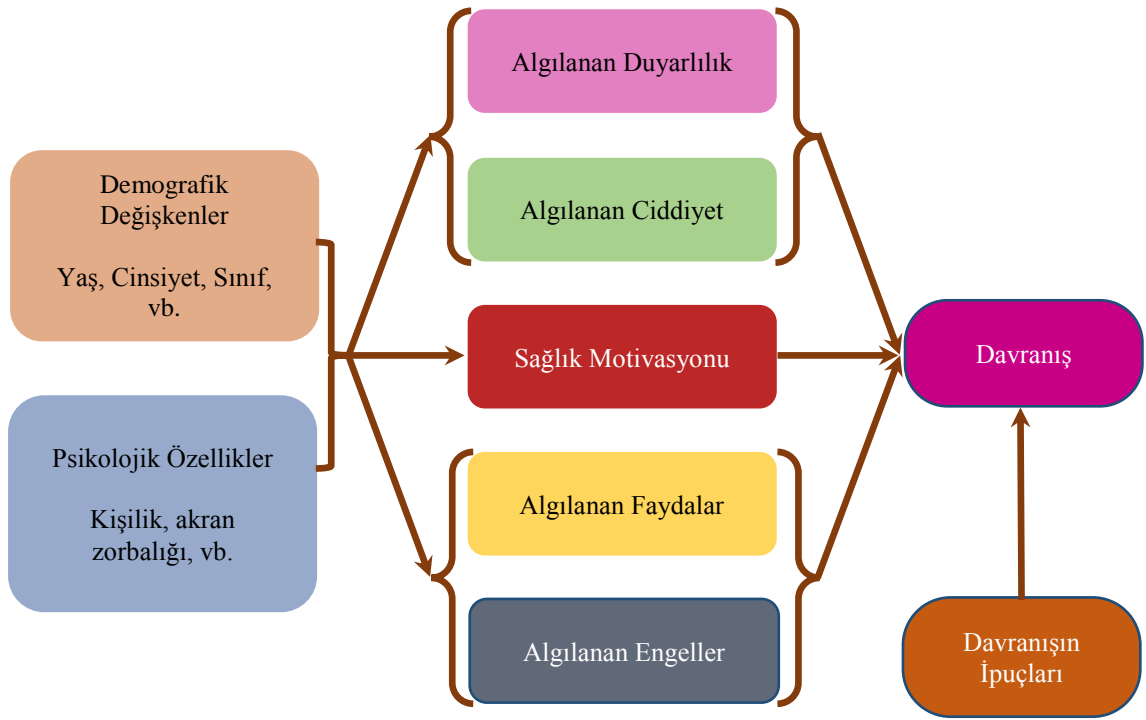 Demografik
Değişkenler
Yaş, Cinsiyet, Sınıf,
vb.
Psikolojik Özellikler
Kişilik, akran
zorbalığı, vb.
Algılanan Duyarlılık
Algılanan Ciddiyet
Sağlık Motivasyonu
Algılanan Faydalar
Algılanan Engeller
Davranış
Davranışın
İpuçları